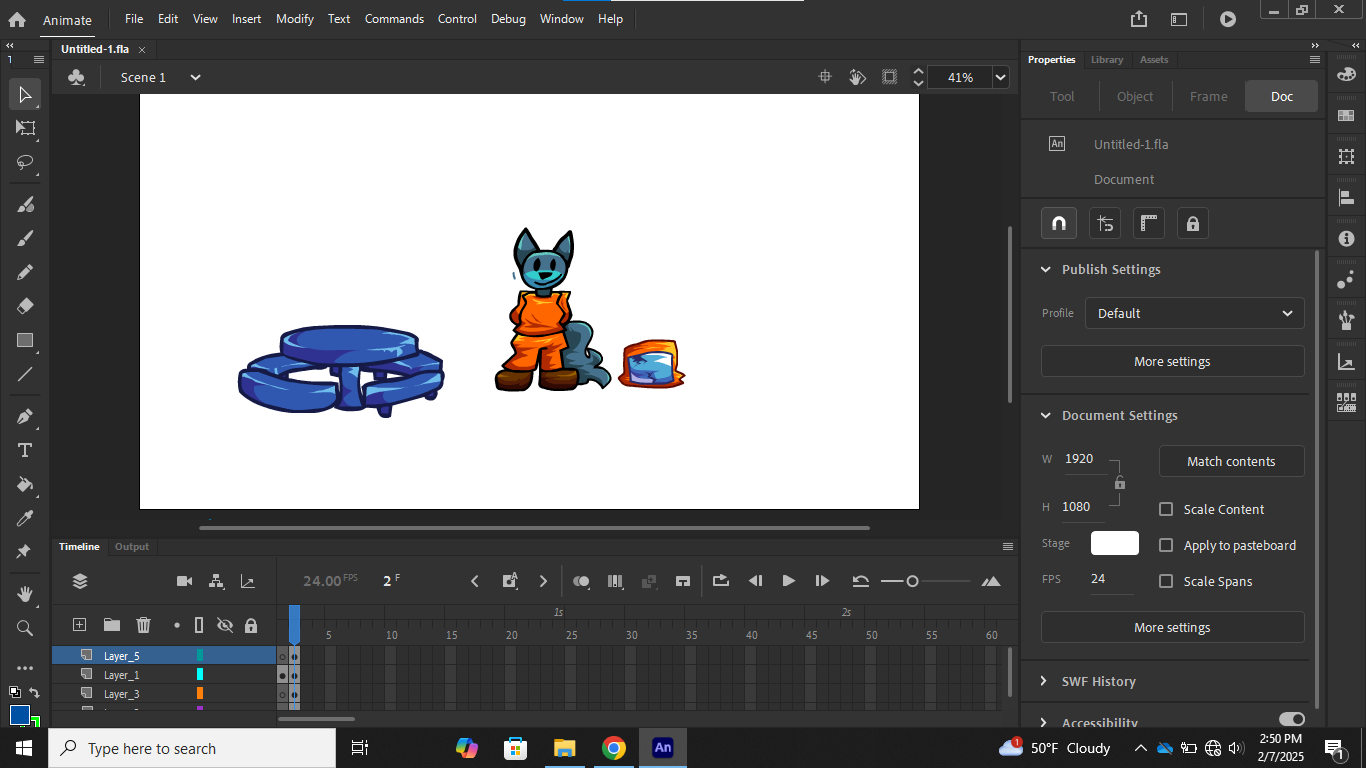 Animate File Edit View Insert Modify Text Commands Control Debug Window Help
Untitled-1.fla
Scene 1 41%
Properties Library Assets
Tool Object Frame Doc
An Untitled-1.fla
Document
Publish Settings
Profile Default
More settings
Document Settings
W 1920 Match contents
H 1080 Scale Content
Stage Apply to pasteboard
FPS 24 Scale Spans
More settings
SWF History
Accessibility
Timeline Output
24.00 FPS 2 F
1s 2s
5 10 15 20 25 30 35 40 45 50 55 60
Layer_5
Layer_1
Layer_3
Type here to search
An
1 50°F Cloudy
2:50 PM
2/7/2025
1